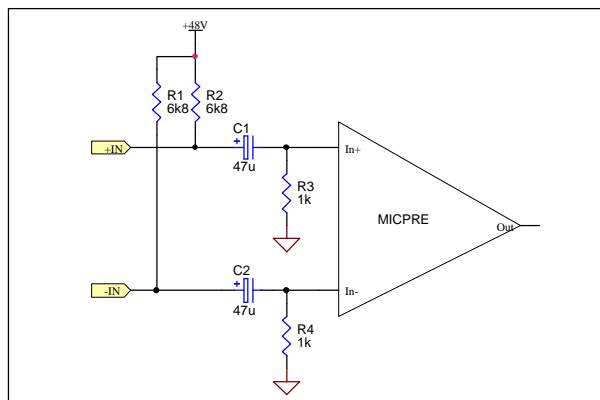 +48V
R1
6k8
R2
6k8
+IN
+
C1
47u
In+
R3
1k
MICPRE
Out
-IN
+
C2
47u
In-
R4
1k